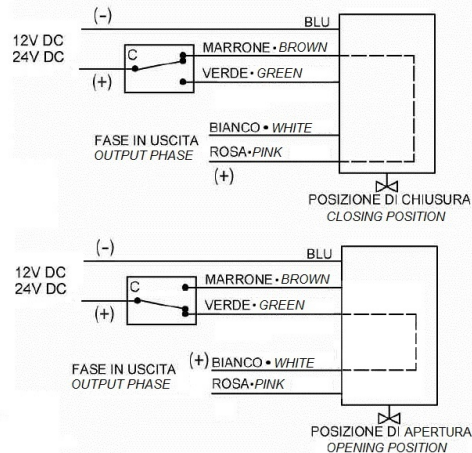 (-)
BLU
12V DC
24V DC
C
MARRONE•BROWN
(+)
VERDE•GREEN
FASE IN USCITA
OUTPUT PHASE
BIANCO•WHITE
ROSA•PINK
(+)
POSIZIONE DI CHIUSURA
CLOSING POSITION
(-)
BLU
12V DC
24V DC
C
MARRONE•BROWN
(+)
VERDE•GREEN
FASE IN USCITA
OUTPUT PHASE
(+) BIANCO•WHITE
ROSA•PINK
POSIZIONE DI APERTURA
OPENING POSITION